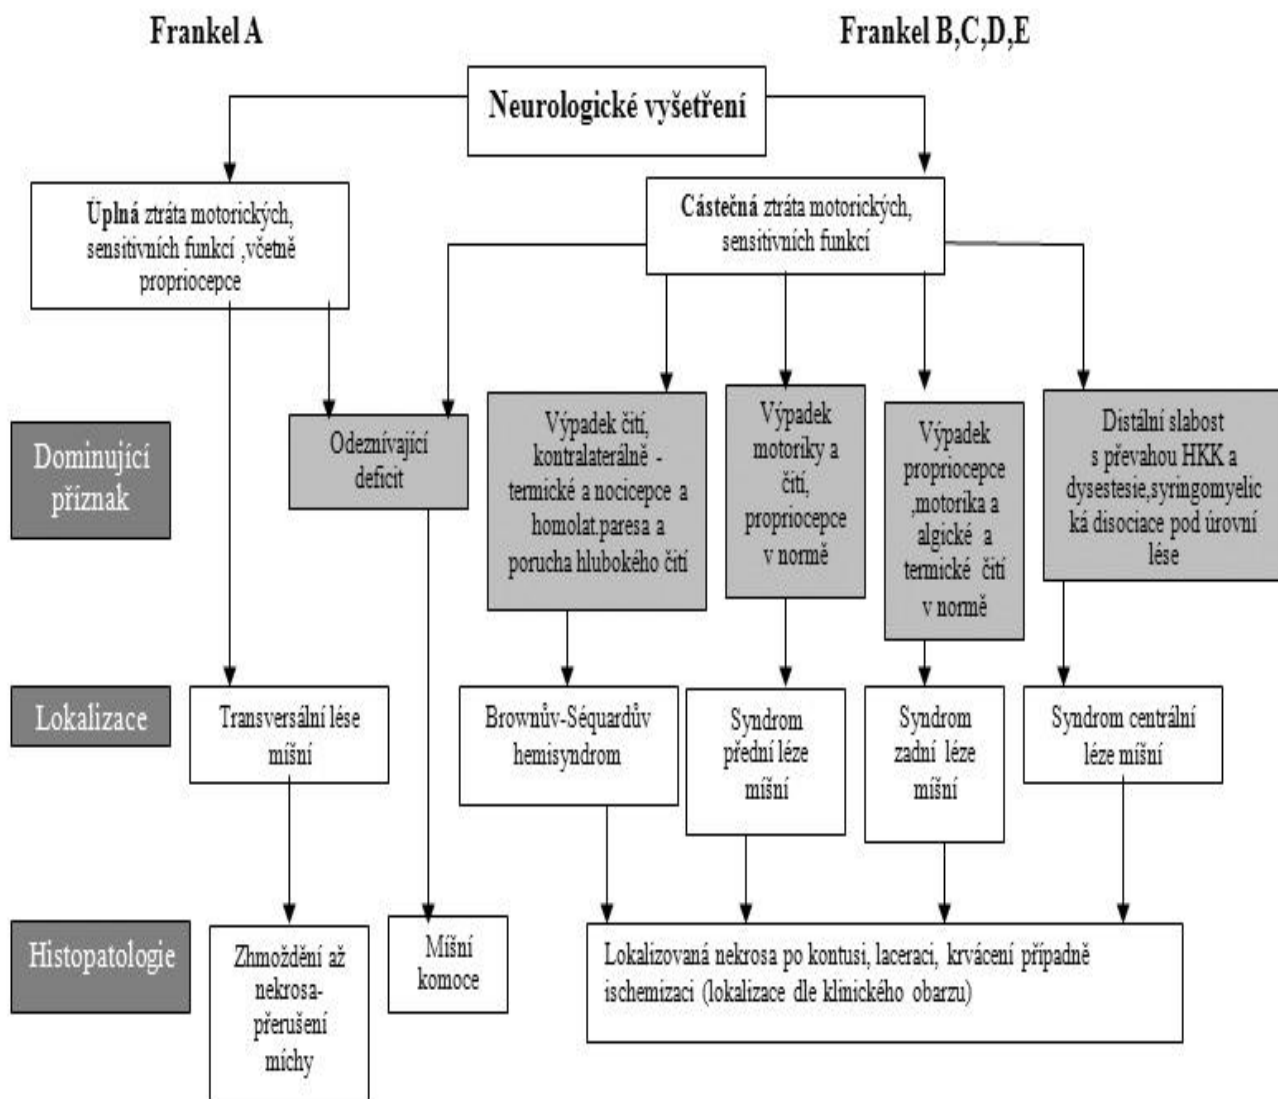 Frankel A
Frankel B,C,D,E
Neurologické vyšetření
Üplná ztráta motorických,
sensitivních funkcí ,včetně
propriocepce
Cástečná ztráta motorických,
sensitivních funkcí
Dominující
příznak
Odeznívající
deficit
Výpadek čití,
kontralaterálně -
termické a nocicepce a
homolat.paresa a
porucha hlubokého čití
Výpadek
motoriky a
čití,
propriocepce
v normě
Výpadek
propriocepce
,motorika a
algické a
termické čití
v normě
Distální slabost
s převahou HKK a
dysestesie,syringomyelic
ká disociace pod úrovní
lése
Lokalizace
Transversální lése
míšní
Brownův-Séquardův
hemisyndrom
Syndrom
přední léze
míšní
Syndrom
zadní léze
míšní
Syndrom centrální
léze míšní
Histopatologie
Zhmoždění až
nekrosa-
přerušení
míchy
Míšní
komoce
Lokalizovaná nekrosa po kontusi, laceraci, krvácení případně
ischemizaci (lokalizace dle klinického obarzu)